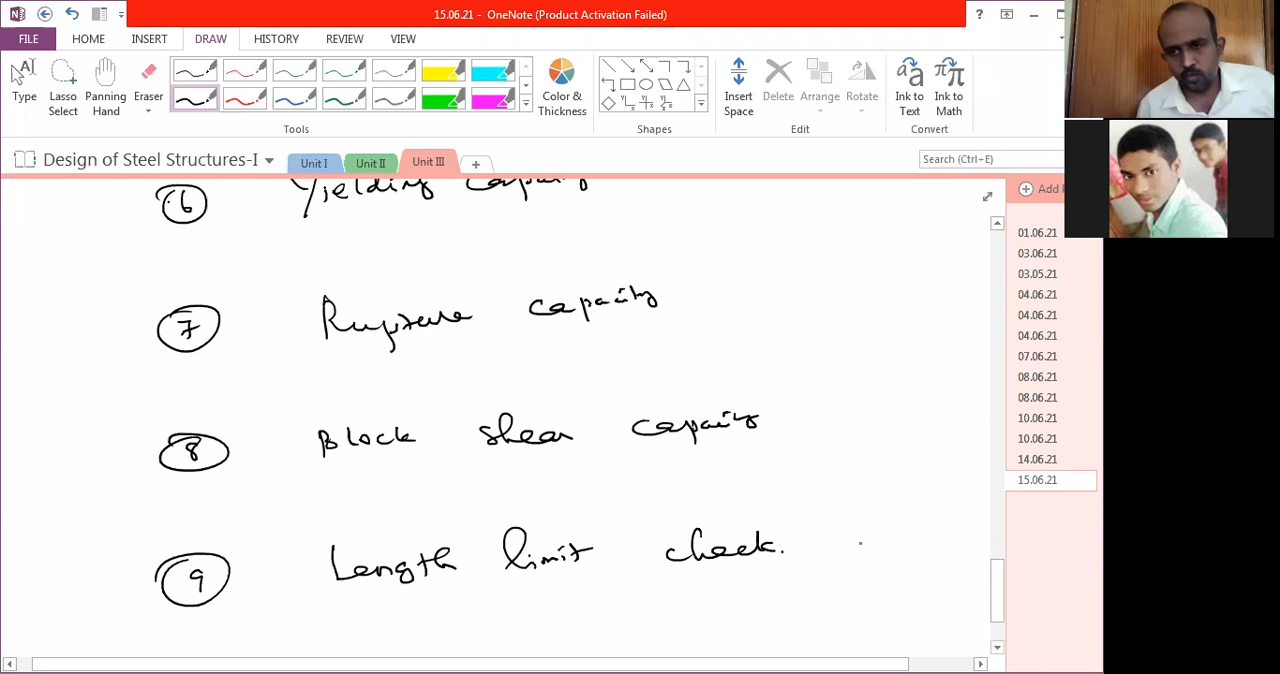 15.06.21 - OneNote (Product Activation Failed)
FILE HOME INSERT DRAW HISTORY REVIEW VIEW
Type Lasso Select Panning Hand Eraser Color & Thickness Insert Space Delete Arrange Rotate Ink to Text Ink to Math
Tools Shapes Edit Convert
Design of Steel Structures-I Unit I Unit II Unit III Search (Ctrl+E)
6 Yielding capacity
7 Rupture capacity
8 Block shear capacity
9 Length limit check.
Add
01.06.21
03.06.21
03.05.21
04.06.21
04.06.21
04.06.21
07.06.21
08.06.21
08.06.21
10.06.21
10.06.21
14.06.21
15.06.21